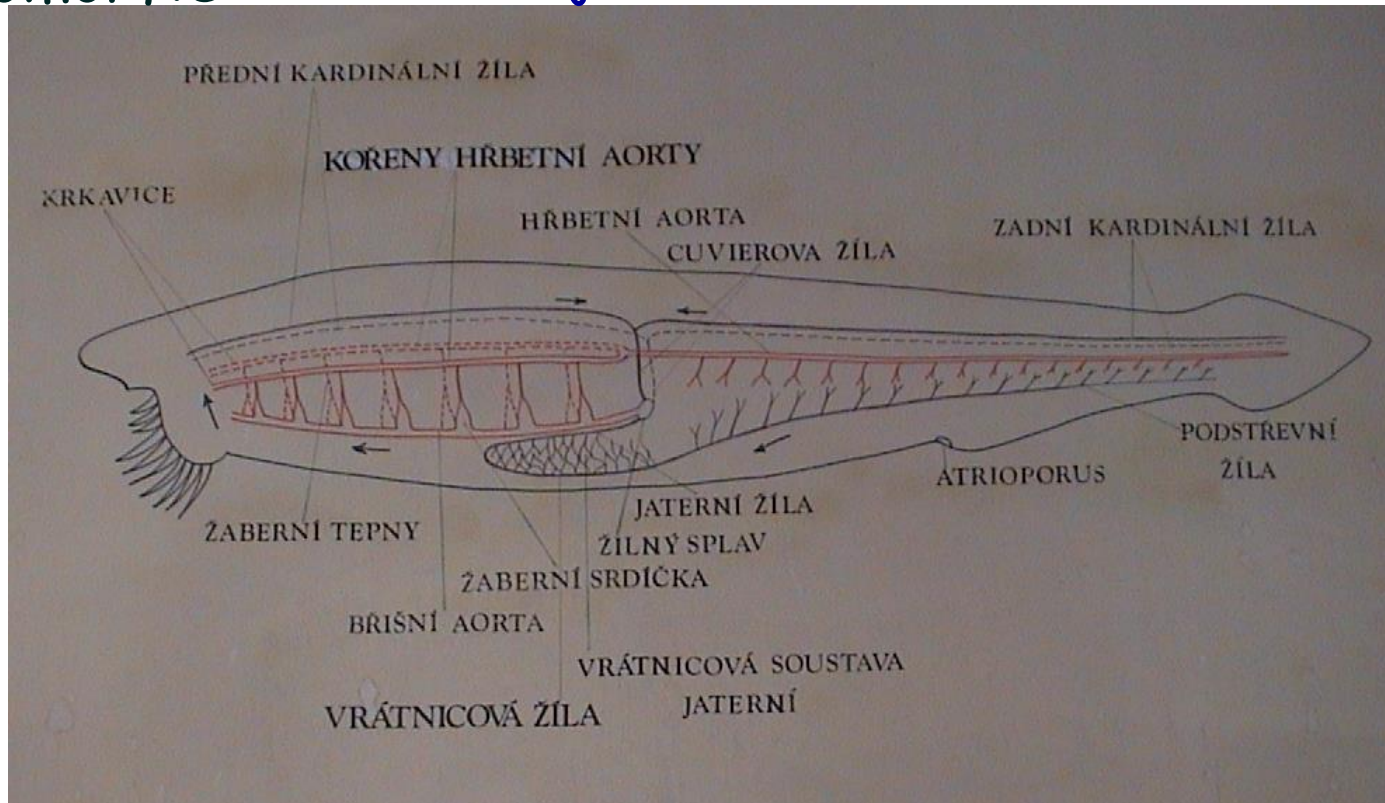 PŘEDNÍ KARDINÁLNÍ ŽÍLA
KOŘENY HŘBETNÍ AORTY
KRKAVICE
HŘBETNÍ AORTA
ZADNÍ KARDINÁLNÍ ŽÍLA
CUVIEROVA ŽÍLA
PODSTŘEVNÍ
ŽÍLA
ATRIOPORUS
JATERNÍ ŽÍLA
ŽABERNÍ TEPNY
ŽILNÝ SPLAV
ŽABERNÍ SRDÍČKA
BŘIŠNÍ AORTA
VRÁTNICOVÁ SOUSTAVA
JATERNÍ
VRÁTNICOVÁ ŽÍLA